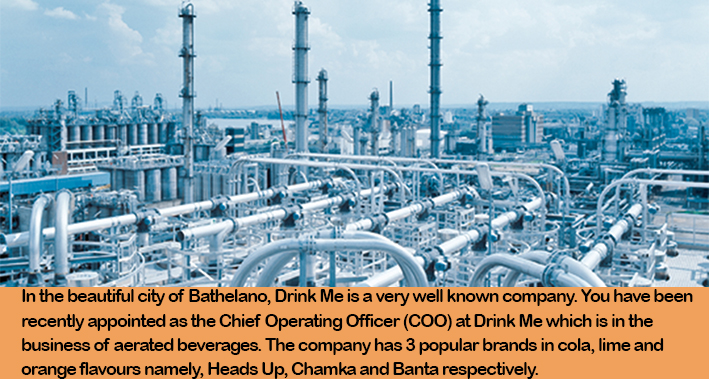 In the beautiful city of Bathelano, Drink Me is a very well known company. You have been
recently appointed as the Chief Operating Officer (COO) at Drink Me which is in the
business of aerated beverages. The company has 3 popular brands in cola, lime and
orange flavours namely, Heads Up, Chamka and Banta respectively.